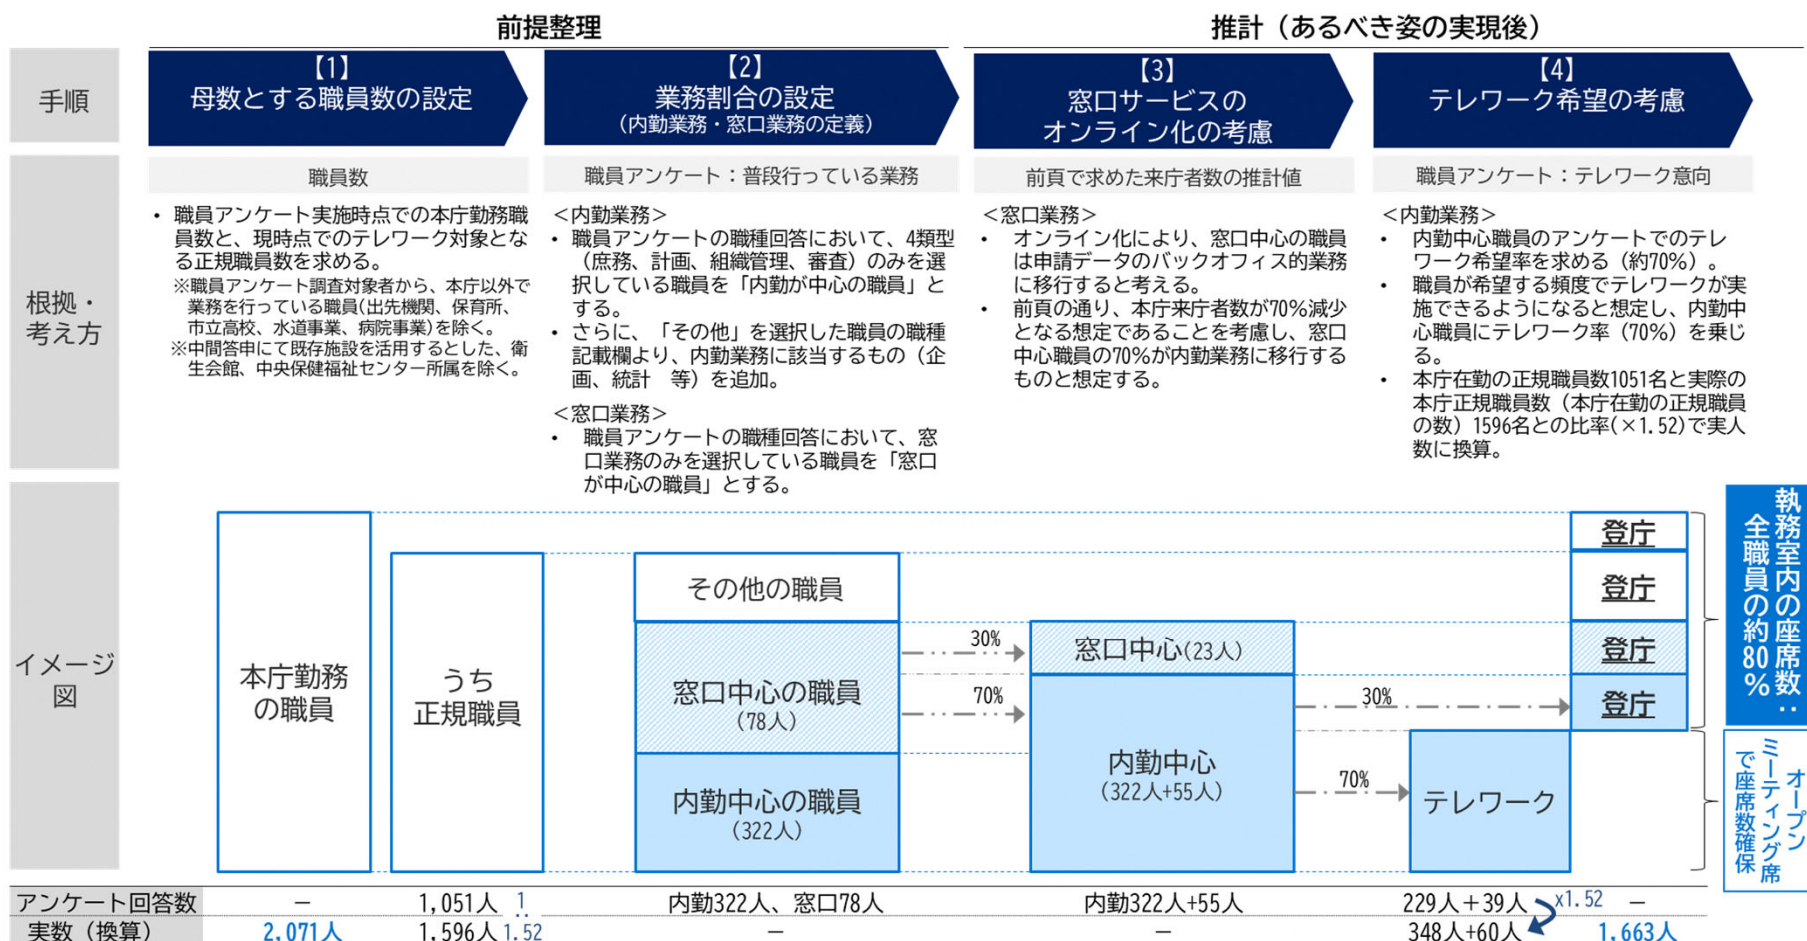 前提整理
推計（あるべき姿の実現後）
手順
【1】
母数とする職員数の設定
【2】
業務割合の設定
（内勤業務・窓口業務の定義）
【3】
窓口サービスの
オンライン化の考慮
【4】
テレワーク希望の考慮
根拠・
考え方
職員数
・ 職員アンケート実施時点での本庁勤務職
員数と、現時点でのテレワーク対象とな
る正規職員数を求める。
※職員アンケート調査対象者から、本庁以外で
業務を行っている職員(出先機関、保育所、
市立高校、水道事業、病院事業)を除く。
※中間答申にて既存施設を活用するとした、衛
生会館、中央保健福祉センター所属を除く。
職員アンケート：普段行っている業務
＜内勤業務＞
・ 職員アンケートの職種回答において、4類型
（庶務、計画、組織管理、審査）のみを選
択している職員を「内勤が中心の職員」と
する。
・ さらに、「その他」を選択した職員の職種
記載欄より、内勤業務に該当するもの（企
画、統計　等）を追加。
＜窓口業務＞
・ 職員アンケートの職種回答において、窓
口業務のみを選択している職員を「窓口
が中心の職員」とする。
前頁で求めた来庁者数の推計値
＜窓口業務＞
・ オンライン化により、窓口中心の職員
は申請データのバックオフィス的業務
に移行すると考える。
・ 前頁の通り、本庁来庁者数が70%減少
となる想定であることを考慮し、窓口
中心職員の70%が内勤業務に移行する
ものと想定する。
職員アンケート：テレワーク意向
＜内勤業務＞
・ 内勤中心職員のアンケートでのテレ
ワーク希望率を求める（約70%）。
・ 職員が希望する頻度でテレワークが実
施できるようになると想定し、内勤中
心職員にテレワーク率（70%）を乗じ
る。
・ 本庁在勤の正規職員数1051名と実際の
本庁正規職員数（本庁在勤の正規職員
の数）1596名との比率(×1.52)で実人
数に換算。
イメージ
図
本庁勤務
の職員
うち
正規職員
その他の職員
窓口中心の職員
(78人)
内勤中心の職員
(322人)
30%
70%
窓口中心(23人)
内勤中心
(322人+55人)
30%
70%
テレワーク
登庁
登庁
登庁
登庁
執務室内の座席数：
全職員の約80%
オープン
ミーティング席
で座席数確保
アンケート回答数
－
1,051人
1
:
内勤322人、窓口78人
内勤322人+55人
229人＋39人
x1.52
－
実数（換算）
2,071人
1,596人
1.52
－
－
348人+60人
1,663人